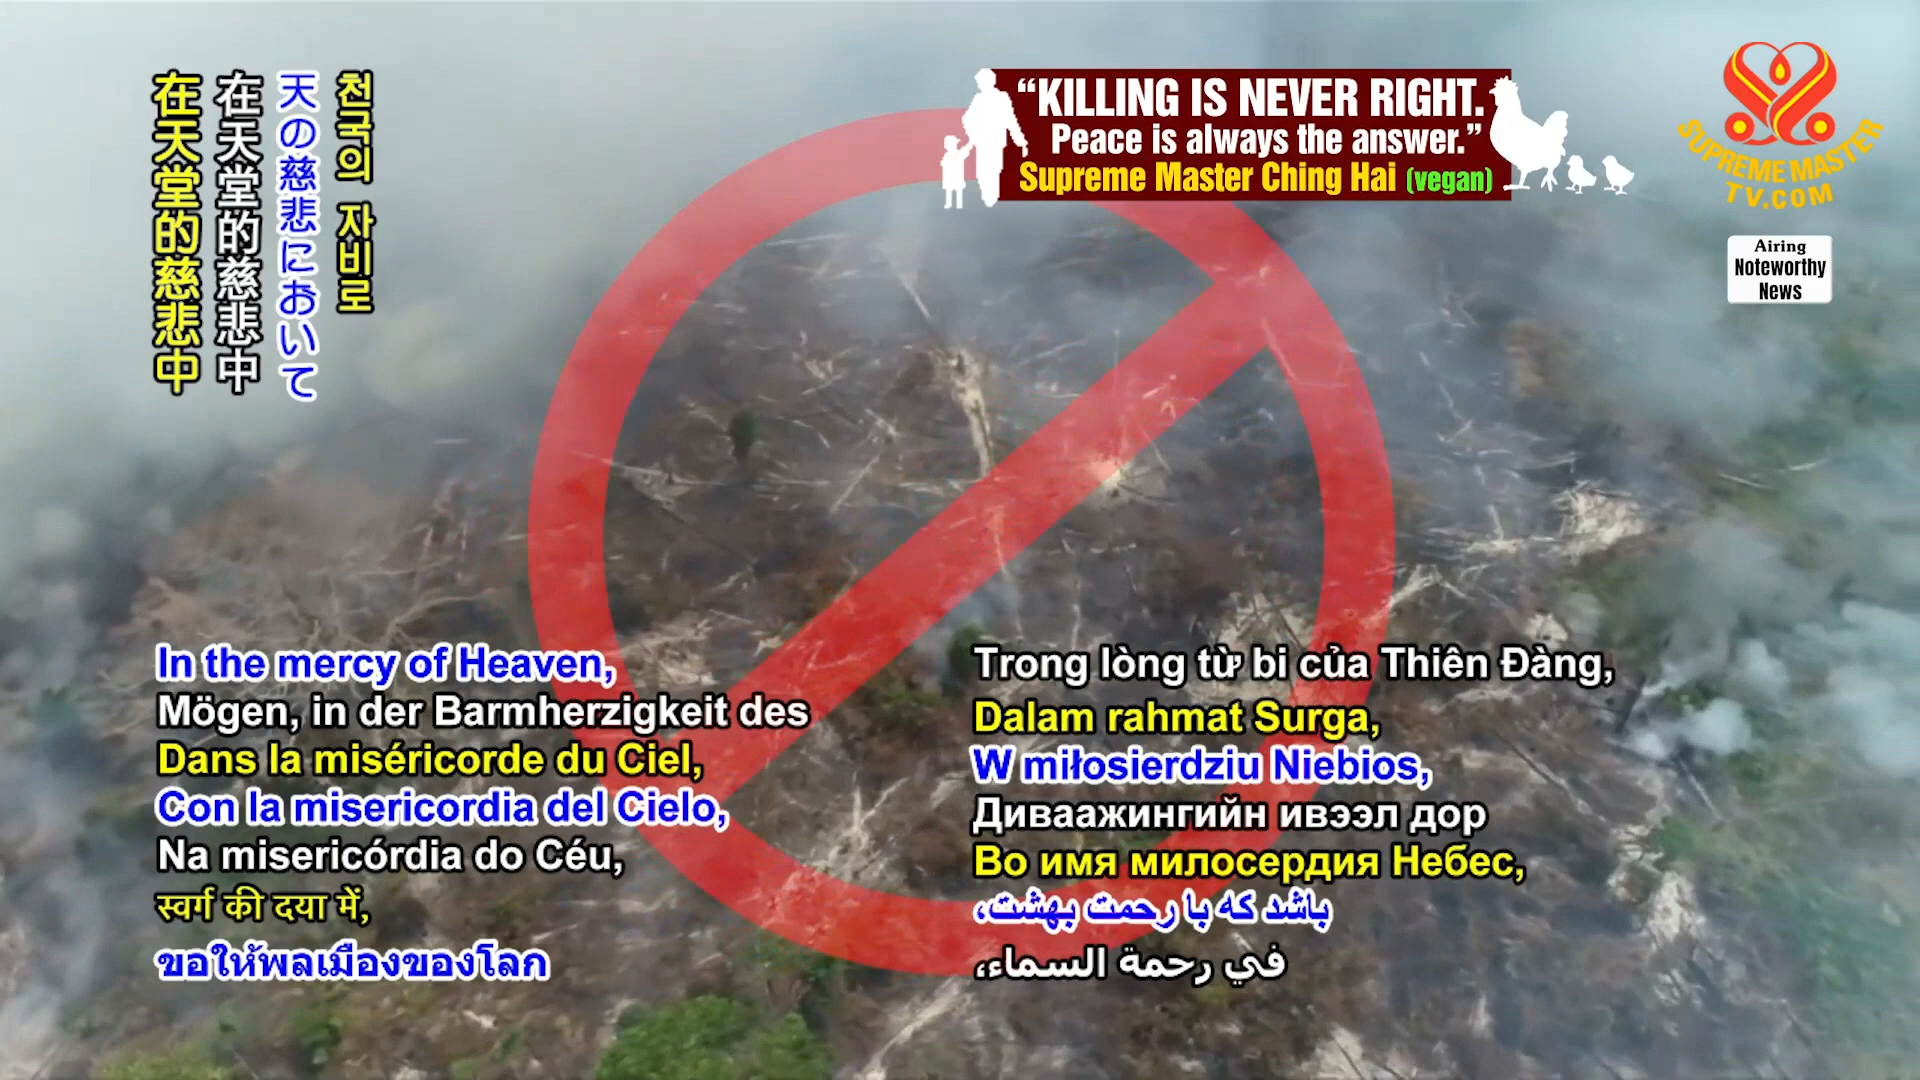 천국의 자비로
天の慈悲において
在天堂的慈悲中
在天堂的慈悲中
“KILLING IS NEVER RIGHT.
Peace is always the answer.”
Supreme Master Ching Hai (vegan)
SUPREME MASTER
TV.COM
Airing
Noteworthy
News
In the mercy of Heaven,
Mögen, in der Barmherzigkeit des
Dans la miséricorde du Ciel,
Con la misericordia del Cielo,
Na misericórdia do Céu,
स्वर्ग की दया में,
ขอให้พลเมืองของโลก
Trong lòng từ bi của Thiên Đàng,
Dalam rahmat Surga,
W miłosierdziu Niebios,
Диваажингийн ивээл дор
Во имя милосердия Небес,
باشد که با رحمت بهشت،
في رحمة السماء،